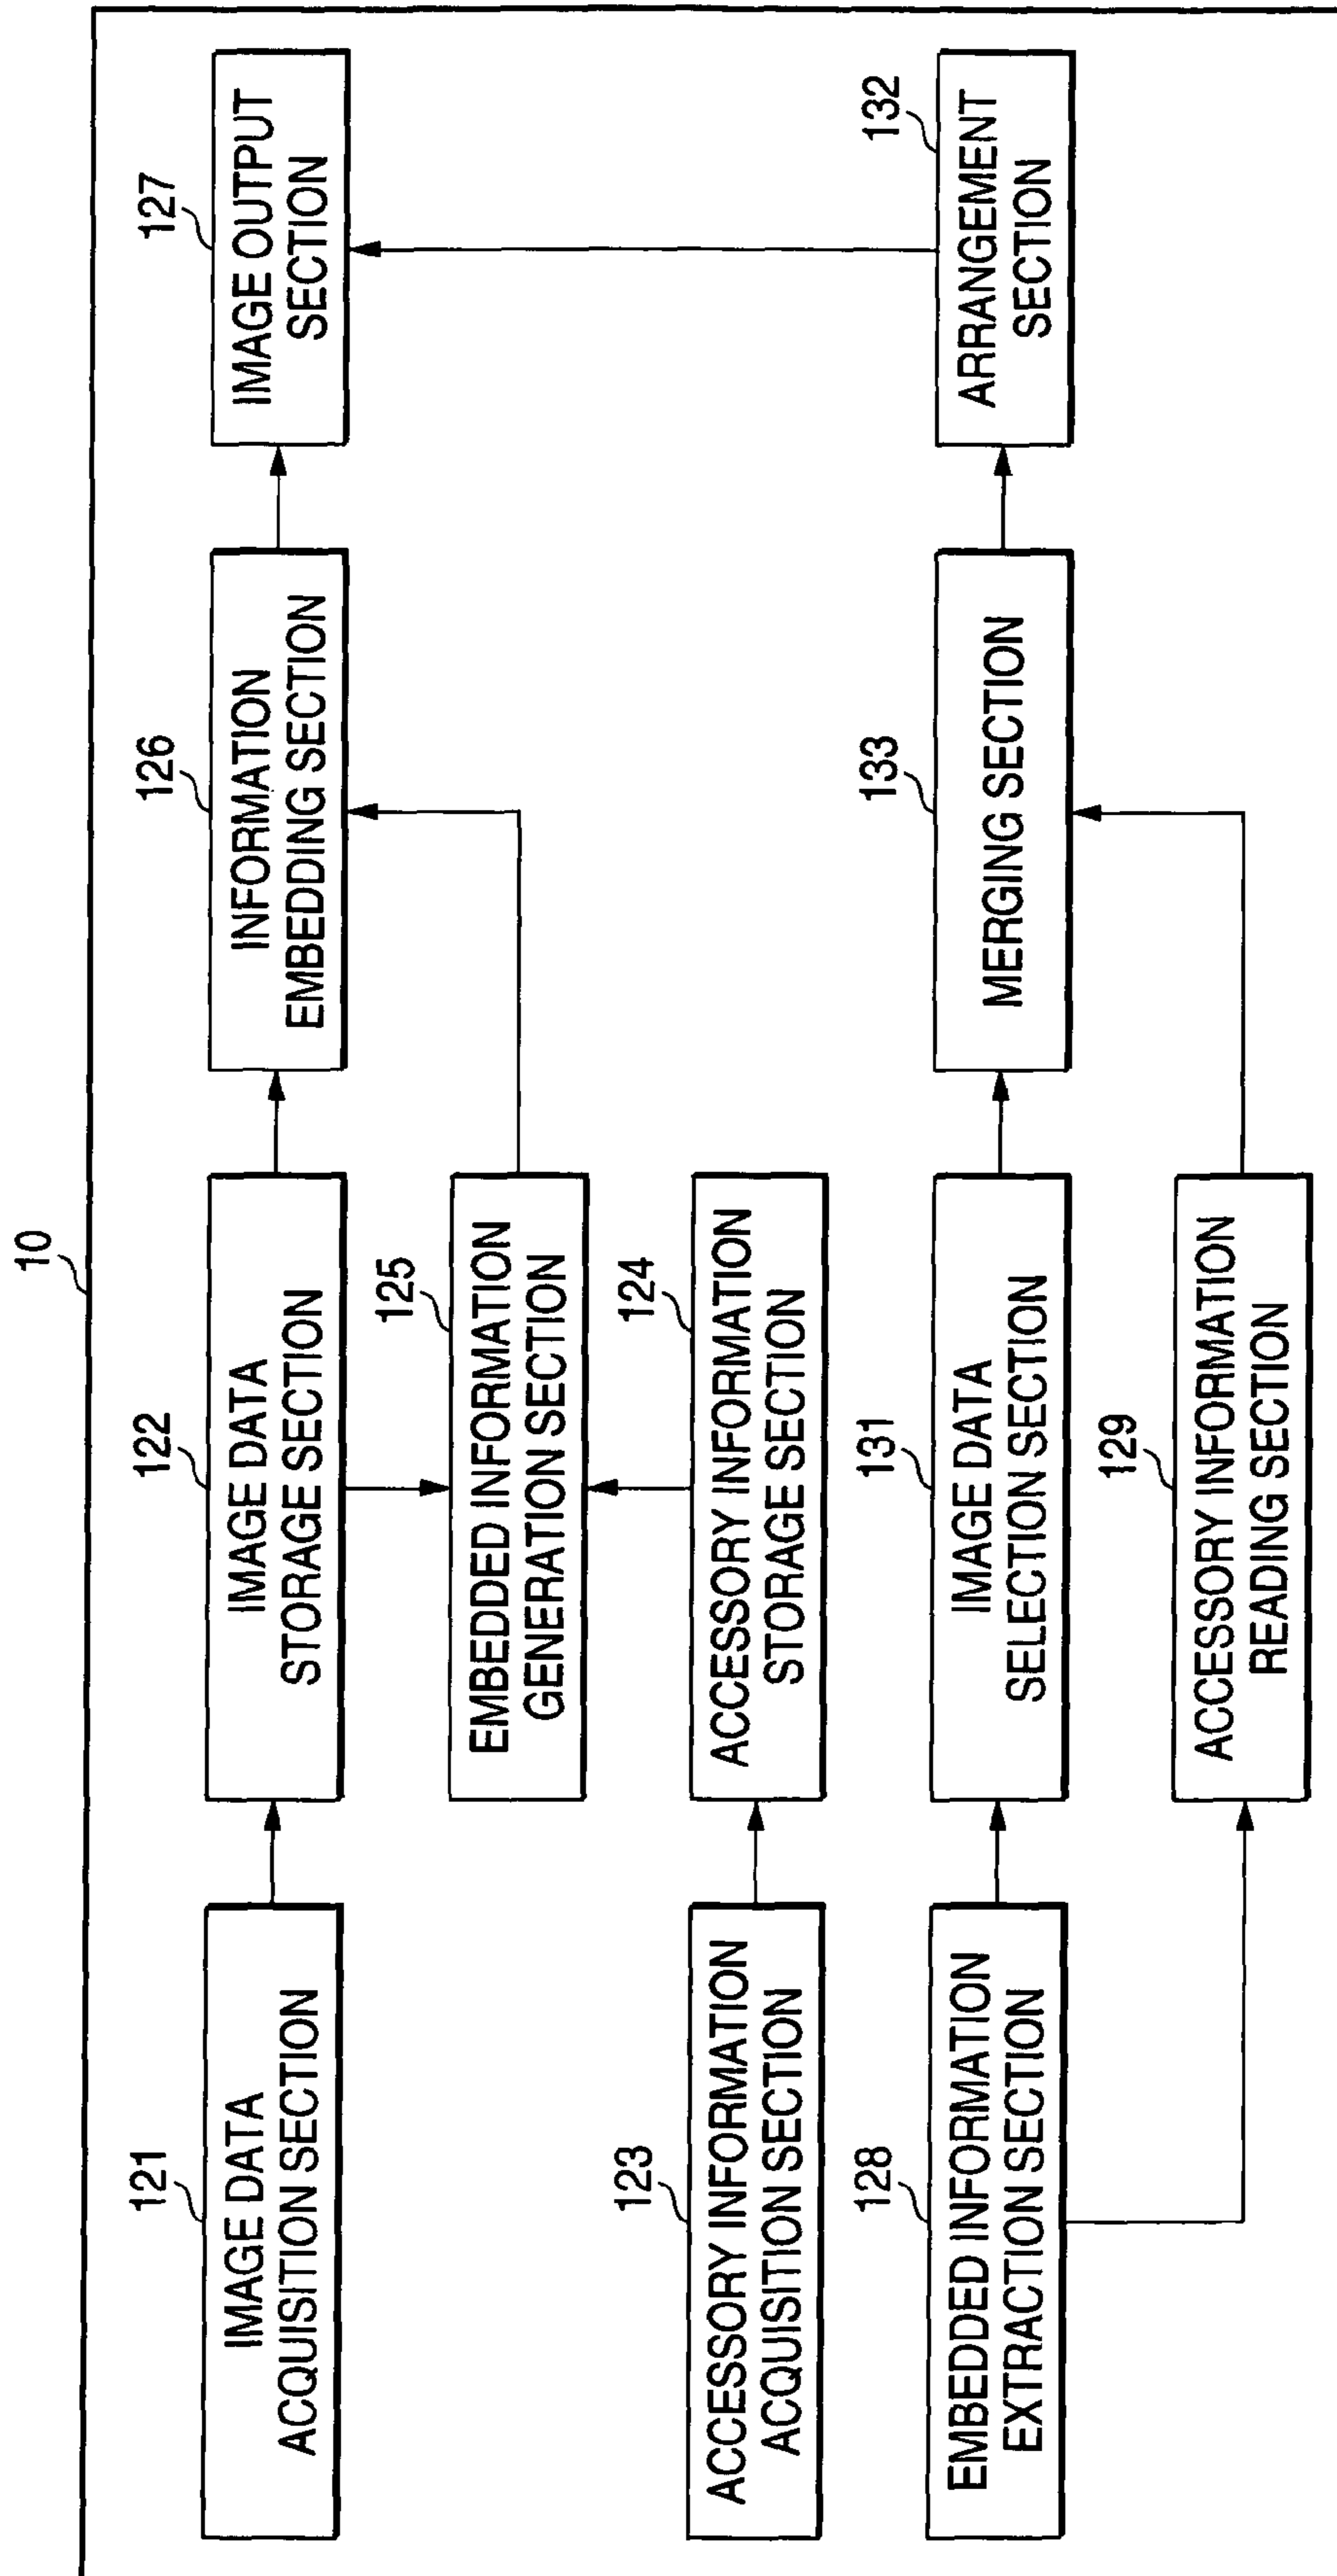 10
121
IMAGE DATA
ACQUISITION SECTION
122
IMAGE DATA
STORAGE SECTION
126
INFORMATION
EMBEDDING SECTION
127
IMAGE OUTPUT
SECTION
125
EMBEDDED INFORMATION
GENERATION SECTION
123
ACCESSORY INFORMATION
ACQUISITION SECTION
124
ACCESSORY INFORMATION
STORAGE SECTION
128
EMBEDDED INFORMATION
EXTRACTION SECTION
131
IMAGE DATA
SELECTION SECTION
133
MERGING SECTION
132
ARRANGEMENT
SECTION
129
ACCESSORY INFORMATION
READING SECTION